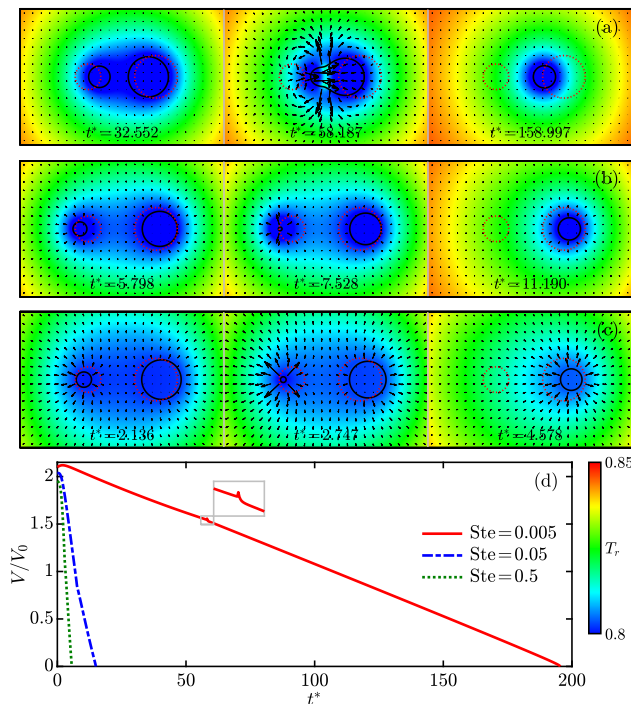 (a)
t* = 32.552
t* = 58.187
t* = 158.997
(b)
t* = 5.798
t* = 7.528
t* = 11.190
(c)
t* = 2.136
t* = 2.747
t* = 4.578
(d)
V/V₀
2
1.5
1
0.5
0
Ste = 0.005
Ste = 0.05
Ste = 0.5
0.85
Tᵣ
0.8
0 50 100 150 200
t*